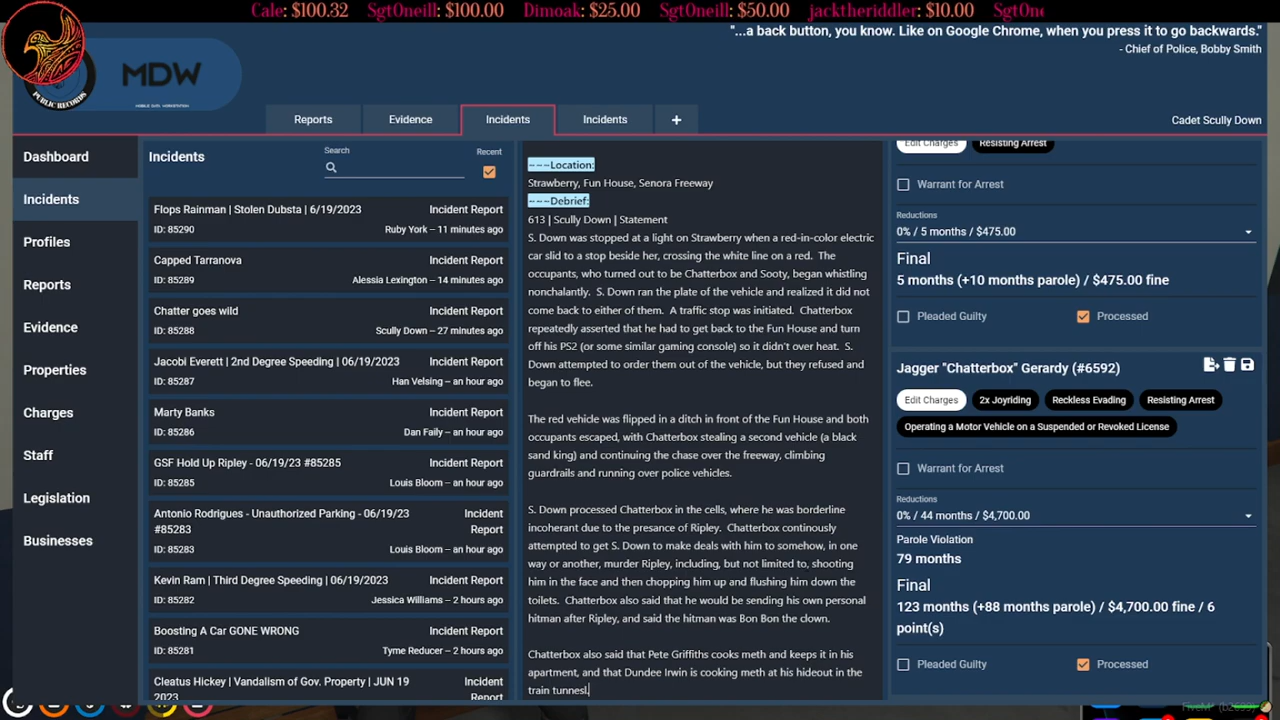 Cale: $100.32 SgtOneill: $100.00 Dimoak: $25.00 SgtOneill: $50.00 jacktheriddler: $10.00 SgtOne
"...a back button, you know. Like on Google Chrome, when you press it to go backwards."
- Chief of Police, Bobby Smith
PUBLIC RECORDS
MDW
MOBILE DATA WORKSTATION
Reports
Evidence
Incidents
Incidents
+
Cadet Scully Down
Dashboard
Incidents
Profiles
Reports
Evidence
Properties
Charges
Staff
Legislation
Businesses
Incidents
Search
Recent
Flops Rainman | Stolen Dubsta | 6/19/2023 Incident Report
ID: 85290 Ruby York – 11 minutes ago
Capped Tarranova Incident Report
ID: 85289 Alessia Lexington – 14 minutes ago
Chatter goes wild Incident Report
ID: 85288 Scully Down – 27 minutes ago
Jacobi Everett | 2nd Degree Speeding | 06/19/2023 Incident Report
ID: 85287 Han Velsing – an hour ago
Marty Banks Incident Report
ID: 85286 Dan Faily – an hour ago
GSF Hold Up Ripley - 06/19/23 #85285 Incident Report
ID: 85285 Louis Bloom – an hour ago
Antonio Rodrigues - Unauthorized Parking - 06/19/23 Incident
#85283 Report
ID: 85283 Louis Bloom – an hour ago
Kevin Ram | Third Degree Speeding | 06/19/2023 Incident Report
ID: 85282 Jessica Williams – 2 hours ago
Boosting A Car GONE WRONG Incident Report
ID: 85281 Tyme Reducer – 2 hours ago
Cleatus Hickey | Vandalism of Gov. Property | JUN 19 Incident
2023 Report
~~~Location:
Strawberry, Fun House, Senora Freeway
~~~Debrief:
613 | Scully Down | Statement
S. Down was stopped at a light on Strawberry when a red-in-color electric
car slid to a stop beside her, crossing the white line on a red. The
occupants, who turned out to be Chatterbox and Sooty, began whistling
nonchalantly. S. Down ran the plate of the vehicle and realized it did not
come back to either of them. A traffic stop was initiated. Chatterbox
repeatedly asserted that he had to get back to the Fun House and turn
off his PS2 (or some similar gaming console) so it didn't over heat. S.
Down attempted to order them out of the vehicle, but they refused and
began to flee.
The red vehicle was flipped in a ditch in front of the Fun House and both
occupants escaped, with Chatterbox stealing a second vehicle (a black
sand king) and continuing the chase over the freeway, climbing
guardrails and running over police vehicles.
S. Down processed Chatterbox in the cells, where he was borderline
incoherant due to the presance of Ripley. Chatterbox continously
attempted to get S. Down to make deals with him to somehow, in one
way or another, murder Ripley, including, but not limited to, shooting
him in the face and then chopping him up and flushing him down the
toilets. Chatterbox also said that he would be sending his own personal
hitman after Ripley, and said the hitman was Bon Bon the clown.
Chatterbox also said that Pete Griffiths cooks meth and keeps it in his
apartment, and that Dundee Irwin is cooking meth at his hideout in the
train tunnesl.
Edit Charges Resisting Arrest
Warrant for Arrest
Reductions
0% / 5 months / $475.00
Final
5 months (+10 months parole) / $475.00 fine
Pleaded Guilty Processed
Jagger "Chatterbox" Gerardy (#6592)
Edit Charges 2x Joyriding Reckless Evading Resisting Arrest
Operating a Motor Vehicle on a Suspended or Revoked License
Warrant for Arrest
Reductions
0% / 44 months / $4,700.00
Parole Violation
79 months
Final
123 months (+88 months parole) / $4,700.00 fine / 6
point(s)
Pleaded Guilty Processed